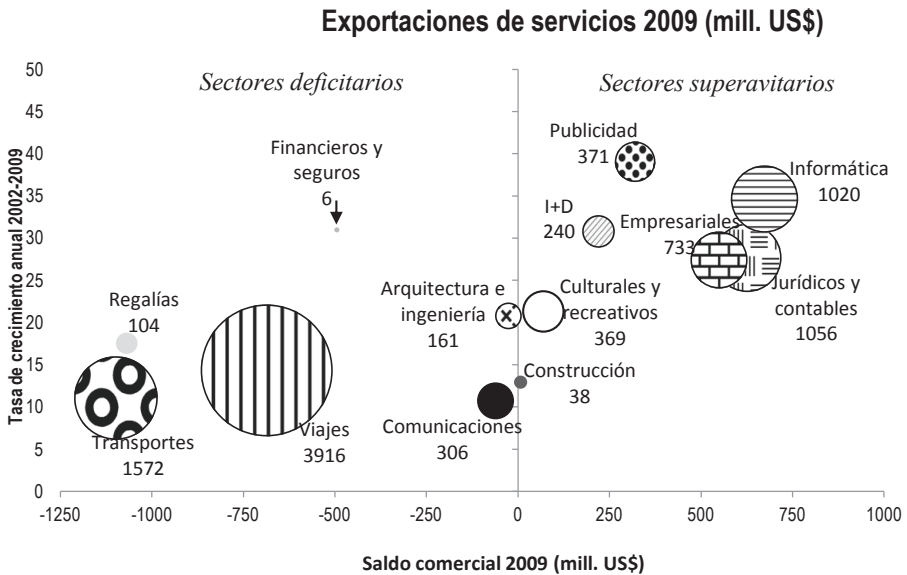 Exportaciones de servicios 2009 (mill. US$)
Tasa de crecimiento anual 2002-2009
50
45
40
35
30
25
20
15
10
5
0
Sectores deficitarios
Sectores superavitarios
Financieros y
seguros
6
Publicidad
371
Informática
1020
I+D
240
Empresariales
733
Jurídicos y
contables
1056
Regalías
104
Arquitectura e
ingeniería
161
Culturales y
recreativos
369
Construcción
38
Transportes
1572
Viajes
3916
Comunicaciones
306
-1250 -1000 -750 -500 -250 0 250 500 750 1000
Saldo comercial 2009 (mill. US$)